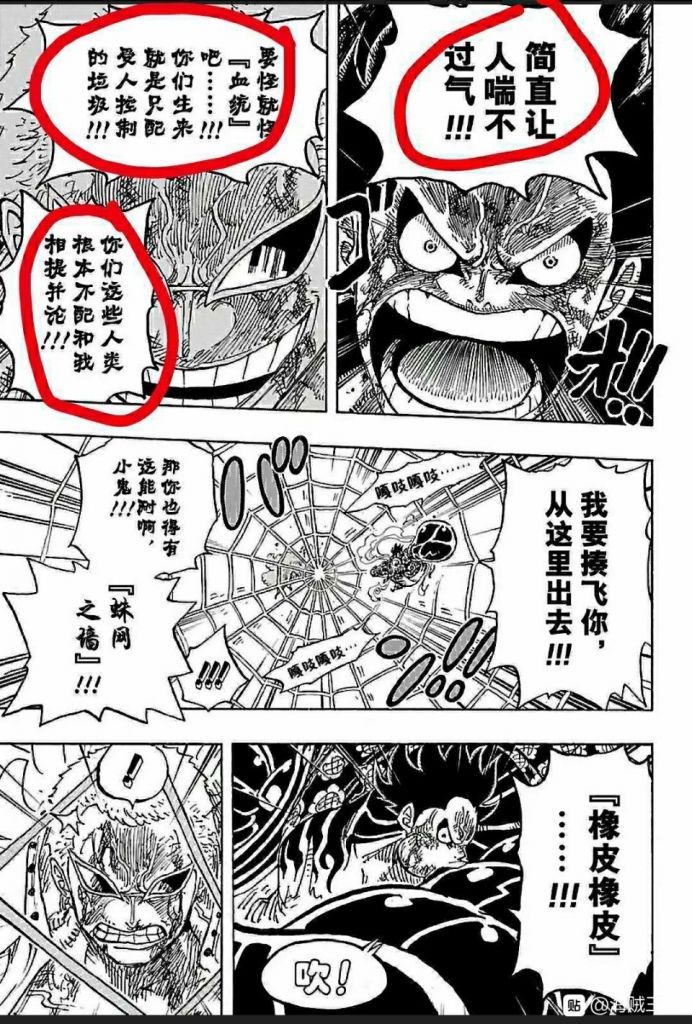 简直让
人喘不
过气!!!
要怪就怪
『血统』
吧……!!!
你们生来
就是只配
受人控制
的垃圾!!!
你们这些人类
根本不配和我
相提并论!!!
ゴ
オ!!
我要揍飞你，
从这里出去!!!
嘎吱嘎吱……
嘎吱嘎吱……
那你也得有
这能耐啊，
小鬼!!!
『蛛网
之墙』!!!
!!!
『橡皮橡皮』
……!!!
吹！
!
贴 @海贼王